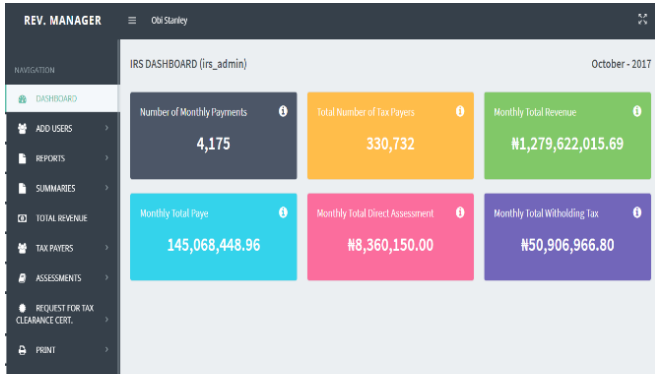 REV. MANAGER
Obi Stanley
NAVIGATION
DASHBOARD
ADD USERS
REPORTS
SUMMARIES
TOTAL REVENUE
TAX PAYERS
ASSESSMENTS
REQUEST FOR TAX
CLEARANCE CERT.
PRINT
IRS DASHBOARD (irs_admin)
October - 2017
Number of Monthly Payments
4,175
Total Number of Tax Payers
330,732
Monthly Total Revenue
₦1,279,622,015.69
Monthly Total Paye
145,068,448.96
Monthly Total Direct Assessment
₦8,360,150.00
Monthly Total Witholding Tax
₦50,906,966.80